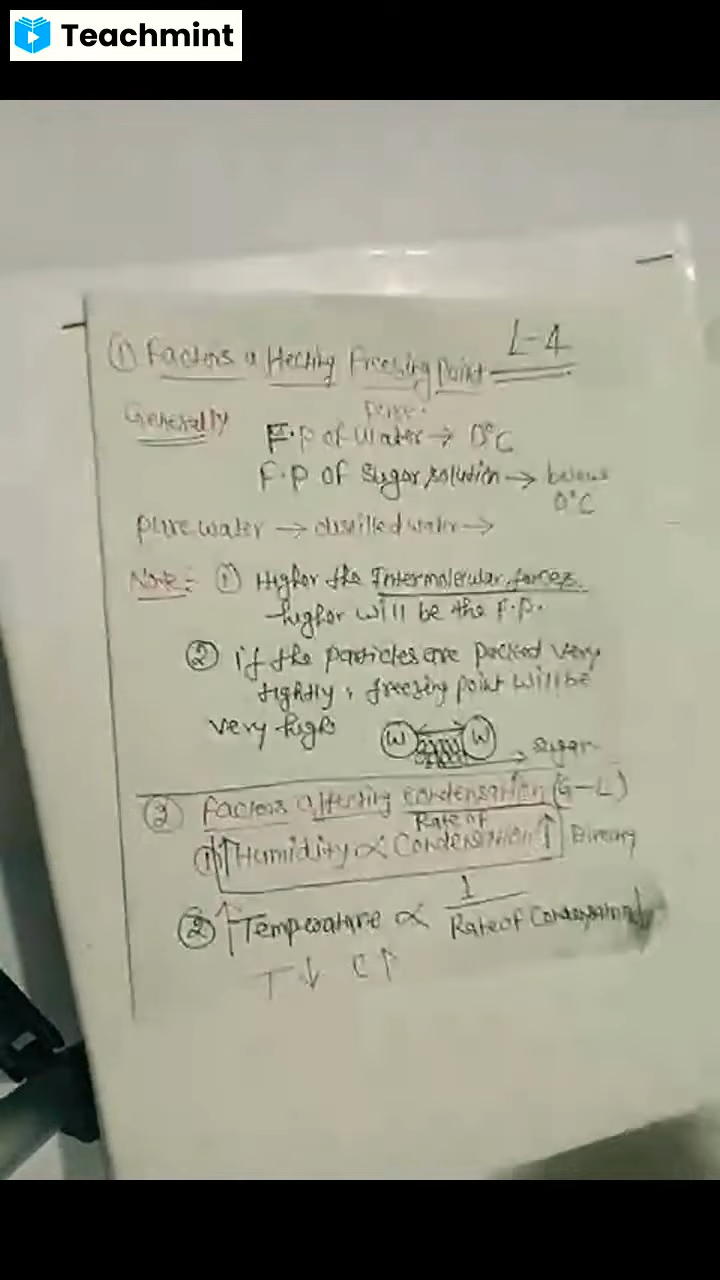 Teachmint
L-4
① Factors affecting Freezing Point
Generally
pure
F.P of water → 0°C
F.P of sugar solution → below
0°C
pure water → distilled water →
Note:- ① Higher the Intermolecular forces
higher will be the F.P.
② if the particles are packed very
tightly, freezing point will be
very high
W W
sugar
② factors affecting condensation (G-L)
Rate of
① ↑ Humidity ∝ Condensation ↑
② ↑ Temperature ∝ 1
Rate of Condensation
T ↓ C ↑